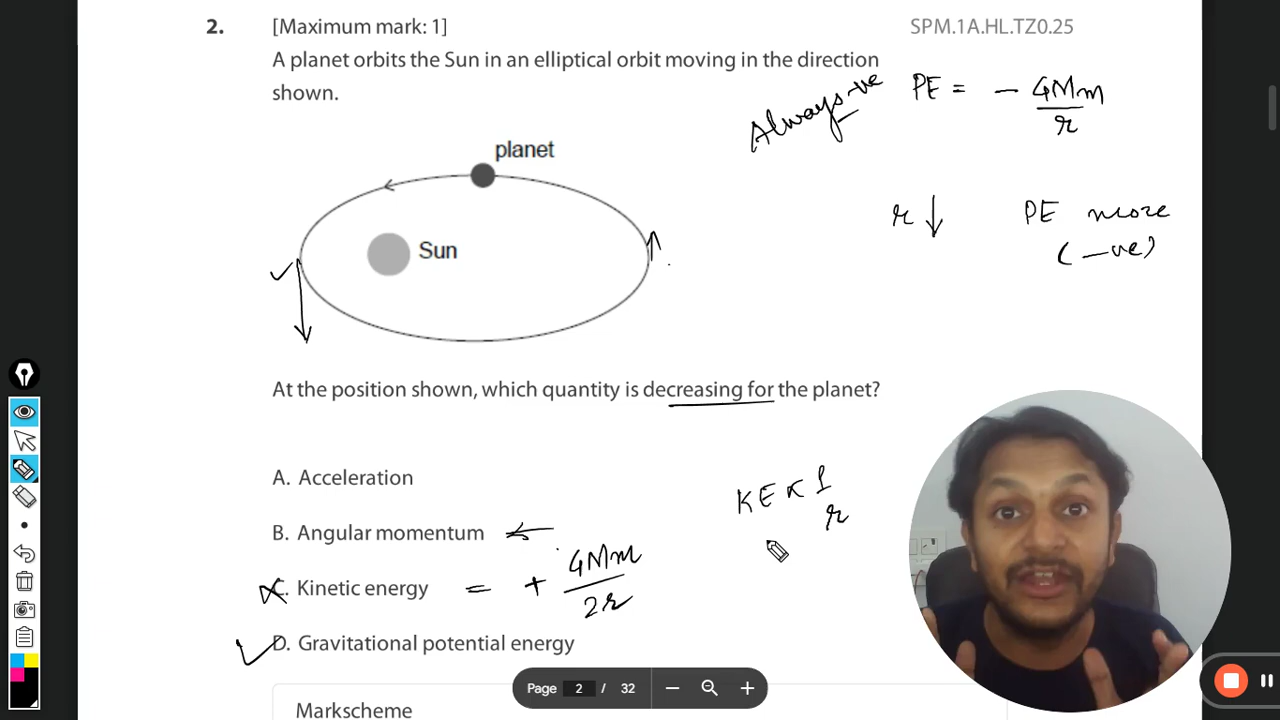 2. [Maximum mark: 1] SPM.1A.HL.TZ0.25
A planet orbits the Sun in an elliptical orbit moving in the direction
shown.
Always -ve PE = - GMm / r
planet
r ↓ PE more
(-ve)
Sun
At the position shown, which quantity is decreasing for the planet?
A. Acceleration
KE ∝ 1 / r
B. Angular momentum ←
C. Kinetic energy = + GMm / 2r
D. Gravitational potential energy
Page 2 / 32
Markscheme